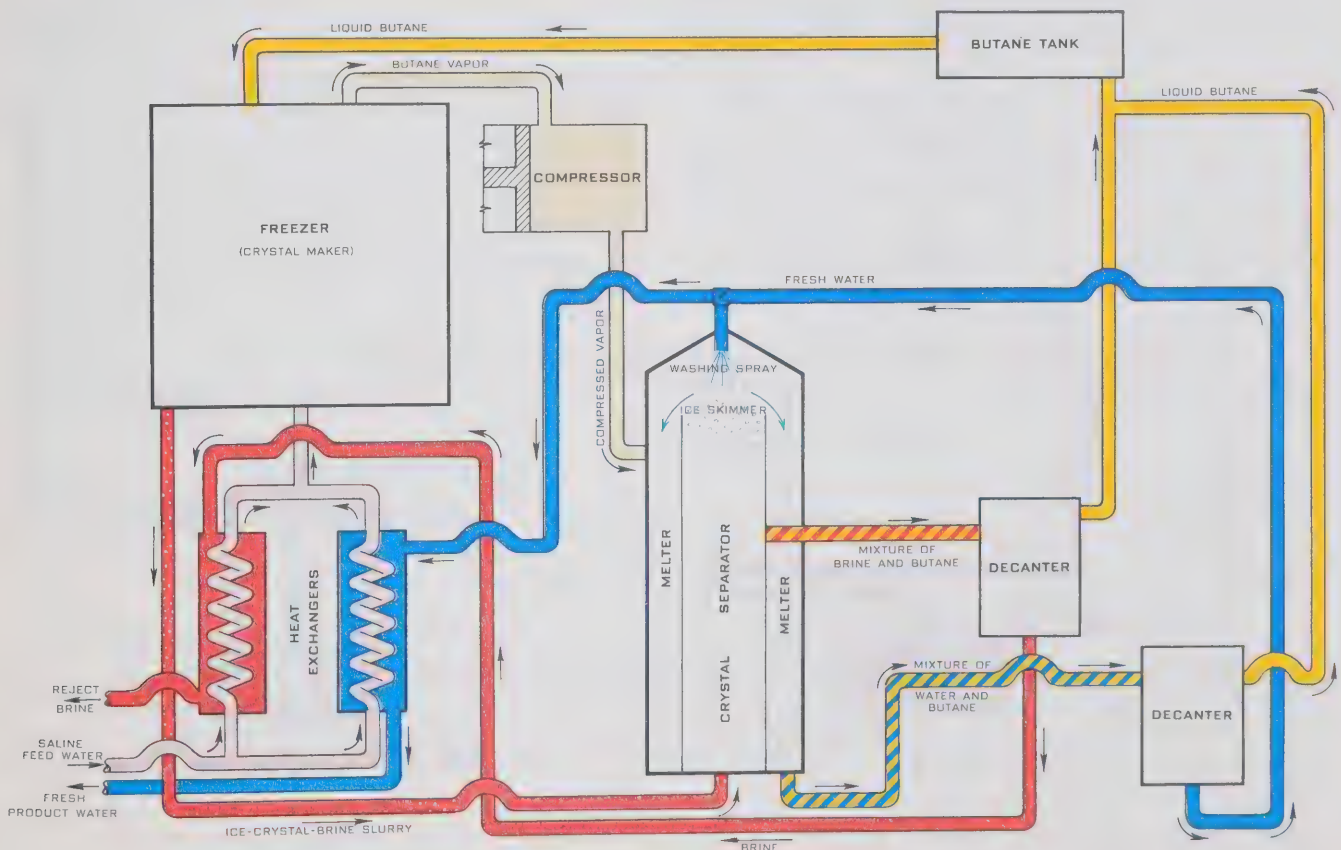 LIQUID BUTANE
BUTANE TANK
BUTANE VAPOR
LIQUID BUTANE
COMPRESSOR
FREEZER
(CRYSTAL MAKER)
FRESH WATER
COMPRESSED VAPOR
WASHIND SPRAY
ICE SKIMMER
MELTER
CRYSTAL SEPARATOR
MELTER
MIXTURE OF
BRINE AND BUTANE
DECANTER
HEAT
EXCHANGERS
MIXTURE OF
WATER AND
BUTANE
DECANTER
REJECT
BRINE
SALINE
FEED WATER
FRESH
PRODUCT WATER
ICE-CRYSTAL-BRINE SLURRY
BRINE